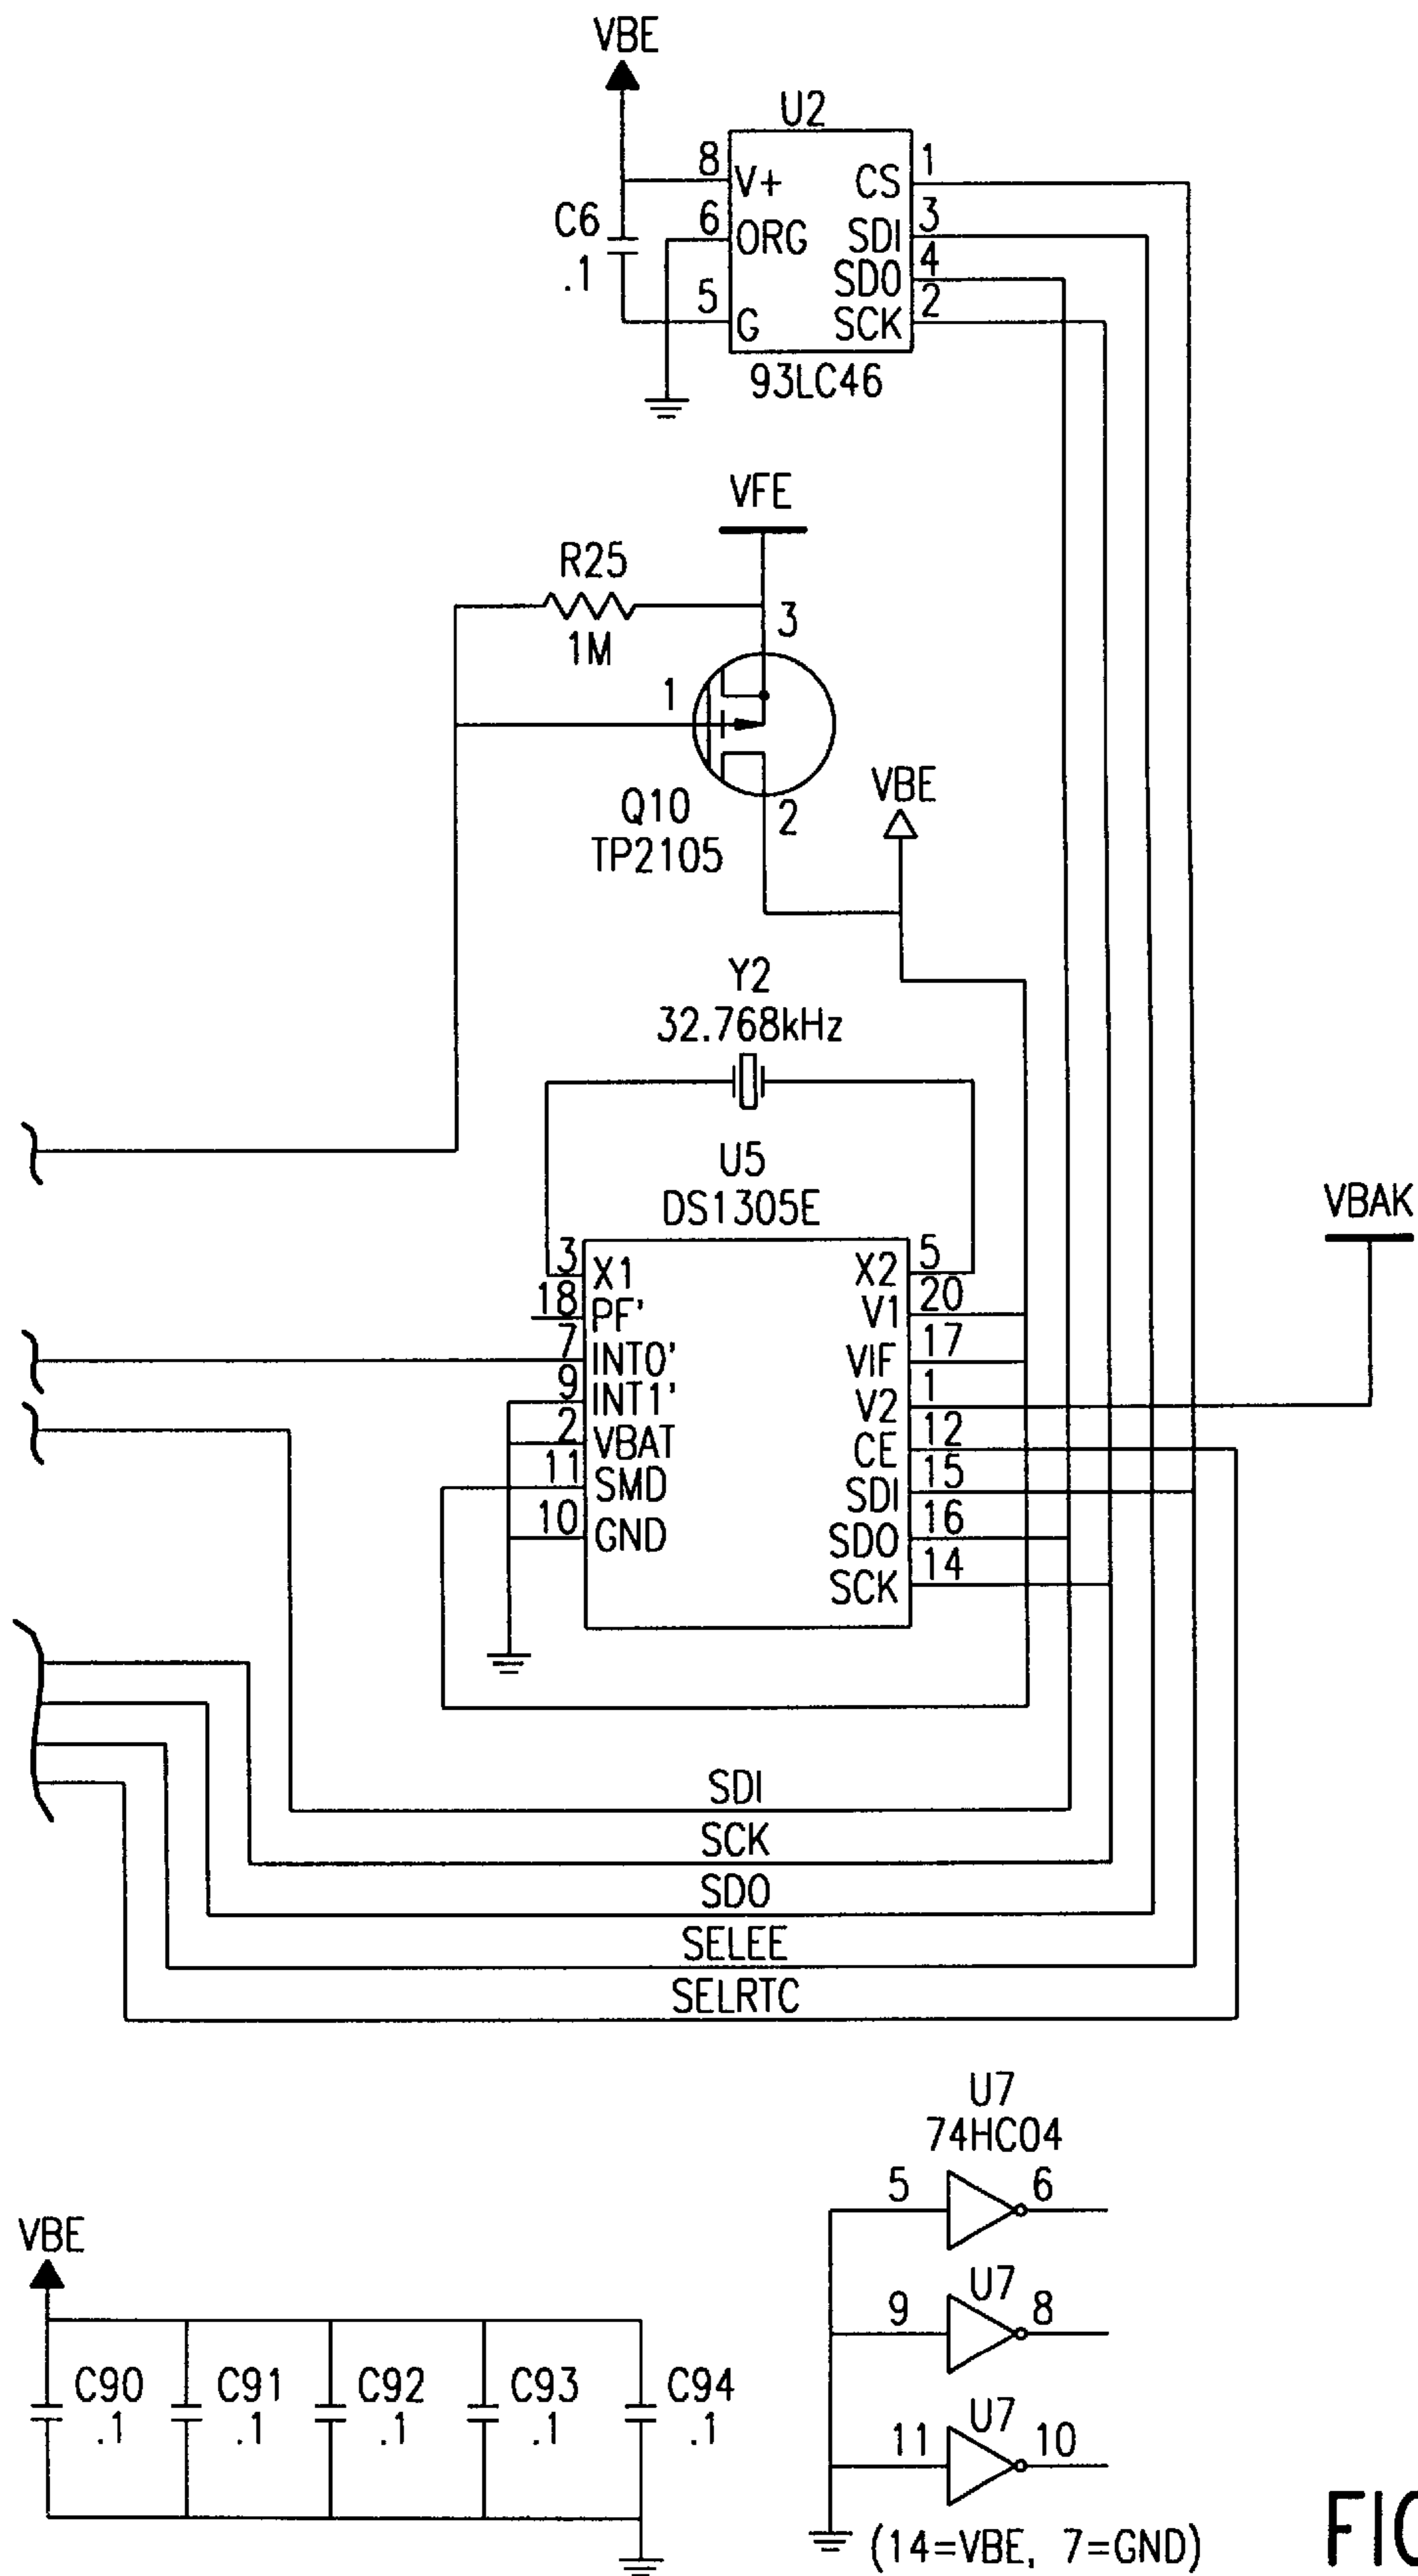 VBE
U2
8 V+ CS 1
C6 6 ORG SDI 3
.1 SDO 4
5 G SCK 2
93LC46
VFE
R25
1M
3
1
Q10
TP2105
2
VBE
Y2
32.768kHz
U5
DS1305E
VBAK
3 X1 X2 5
18 PF' V1 20
7 INT0' VIF 17
9 INT1' V2 1
2 VBAT CE 12
11 SMD SDI 15
10 GND SDO 16
SCK 14
SDI
SCK
SDO
SELEE
SELRTC
U7
74HC04
5 6
VBE
U7
9 8
C90 C91 C92 C93 C94
.1 .1 .1 .1 .1
U7
11 10
(14=VBE, 7=GND)